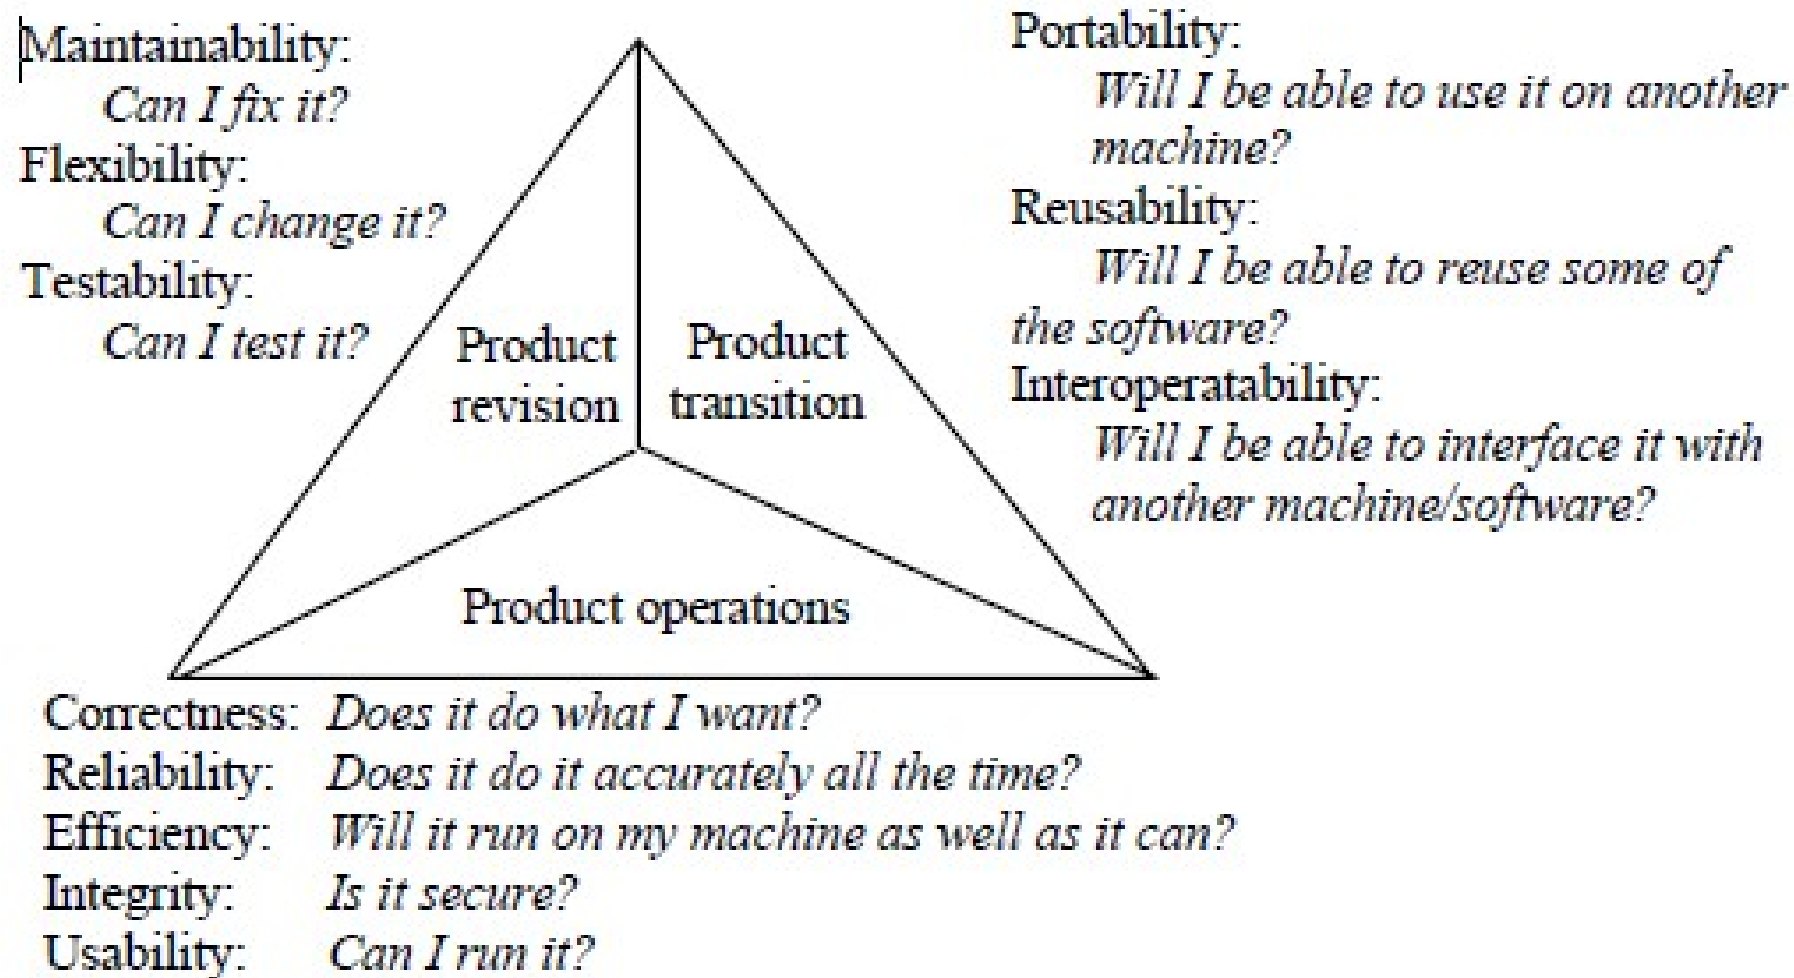 Maintainability:
Can I fix it?
Flexibility:
Can I change it?
Testability:
Can I test it?
Portability:
Will I be able to use it on another
machine?
Reusability:
Will I be able to reuse some of
the software?
Interoperatability:
Will I be able to interface it with
another machine/software?
Product
revision
Product
transition
Product operations
Correctness: Does it do what I want?
Reliability: Does it do it accurately all the time?
Efficiency: Will it run on my machine as well as it can?
Integrity: Is it secure?
Usability: Can I run it?